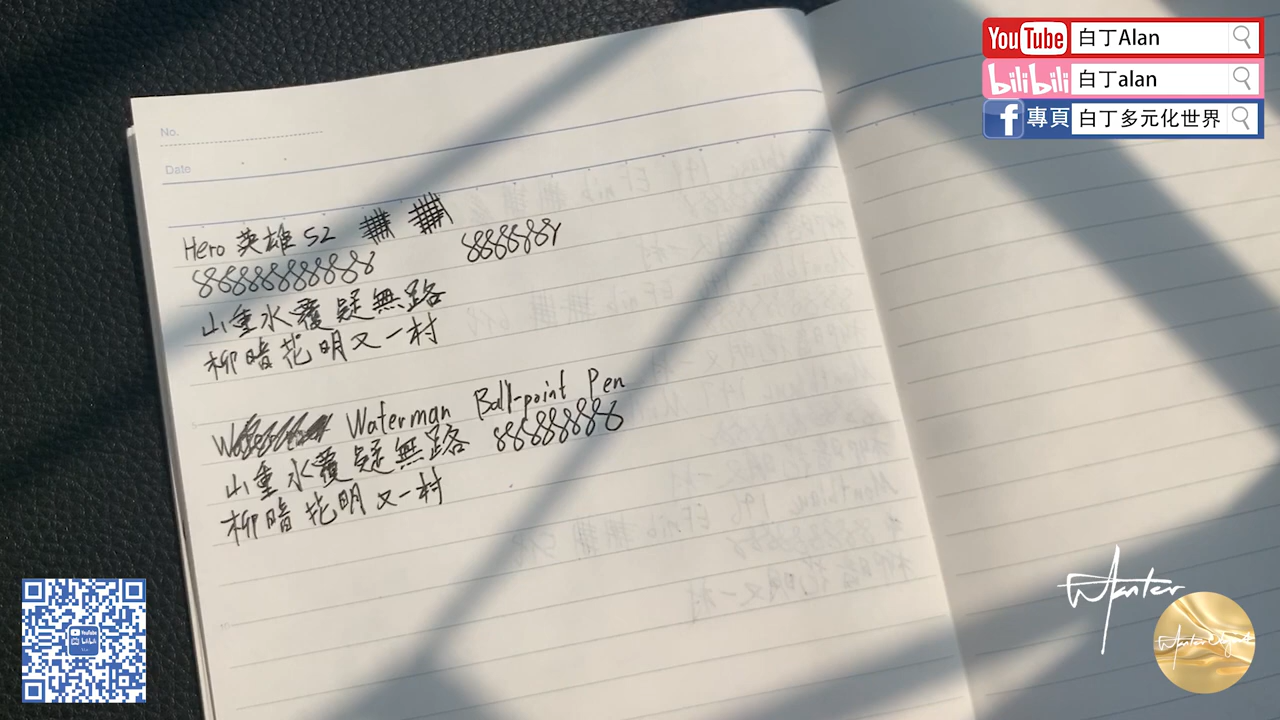 YouTube 白丁Alan
bilibili 白丁alan
f 專頁 白丁多元化世界
No.
Date
Hero 英雄 52
88888888888 8888888
山重水覆疑無路
柳暗花明又一村
Waterman Ball-point Pen
山重水覆疑無路 88888888
柳暗花明又一村